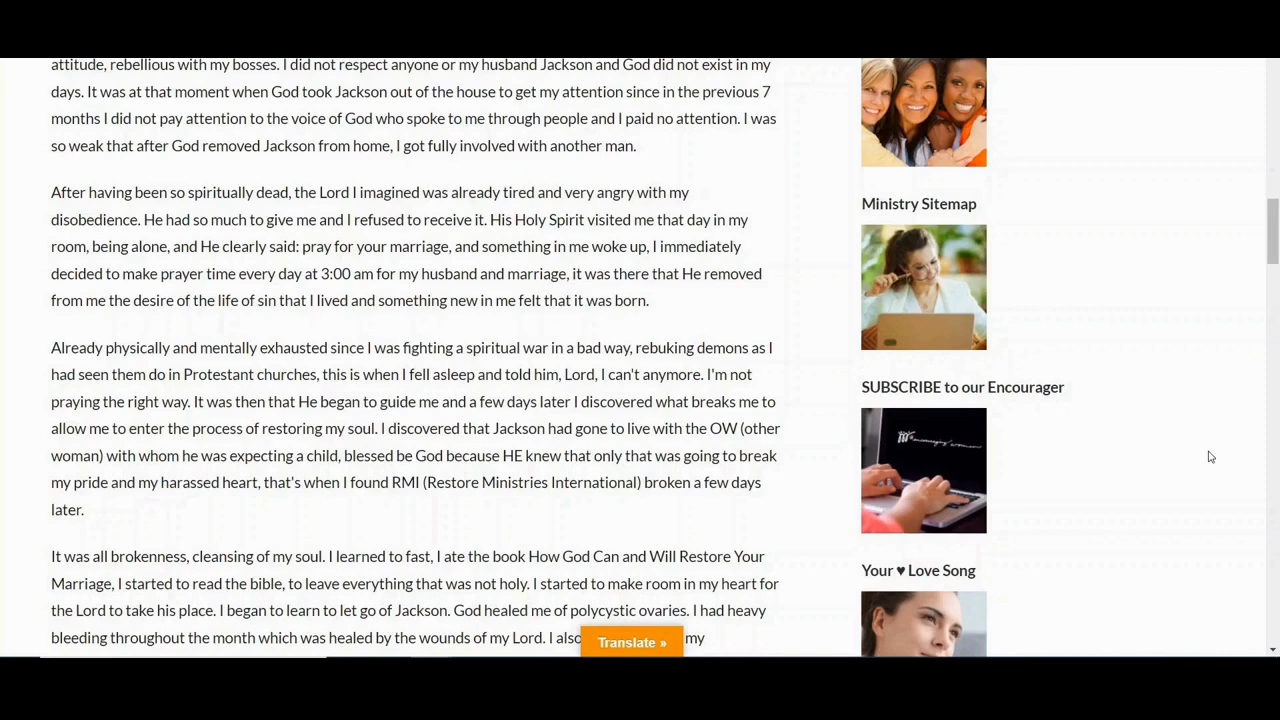 attitude, rebellious with my bosses. I did not respect anyone or my husband Jackson and God did not exist in my
days. It was at that moment when God took Jackson out of the house to get my attention since in the previous 7
months I did not pay attention to the voice of God who spoke to me through people and I paid no attention. I was
so weak that after God removed Jackson from home, I got fully involved with another man.
After having been so spiritually dead, the Lord I imagined was already tired and very angry with my
disobedience. He had so much to give me and I refused to receive it. His Holy Spirit visited me that day in my
room, being alone, and He clearly said: pray for your marriage, and something in me woke up, I immediately
decided to make prayer time every day at 3:00 am for my husband and marriage, it was there that He removed
from me the desire of the life of sin that I lived and something new in me felt that it was born.
Already physically and mentally exhausted since I was fighting a spiritual war in a bad way, rebuking demons as I
had seen them do in Protestant churches, this is when I fell asleep and told him, Lord, I can't anymore. I'm not
praying the right way. It was then that He began to guide me and a few days later I discovered what breaks me to
allow me to enter the process of restoring my soul. I discovered that Jackson had gone to live with the OW (other
woman) with whom he was expecting a child, blessed be God because HE knew that only that was going to break
my pride and my harassed heart, that's when I found RMI (Restore Ministries International) broken a few days
later.
It was all brokenness, cleansing of my soul. I learned to fast, I ate the book How God Can and Will Restore Your
Marriage, I started to read the bible, to leave everything that was not holy. I started to make room in my heart for
the Lord to take his place. I began to learn to let go of Jackson. God healed me of polycystic ovaries. I had heavy
bleeding throughout the month which was healed by the wounds of my Lord. I also my
Translate »
Ministry Sitemap
SUBSCRIBE to our Encourager
encouraging women
Your ♥ Love Song